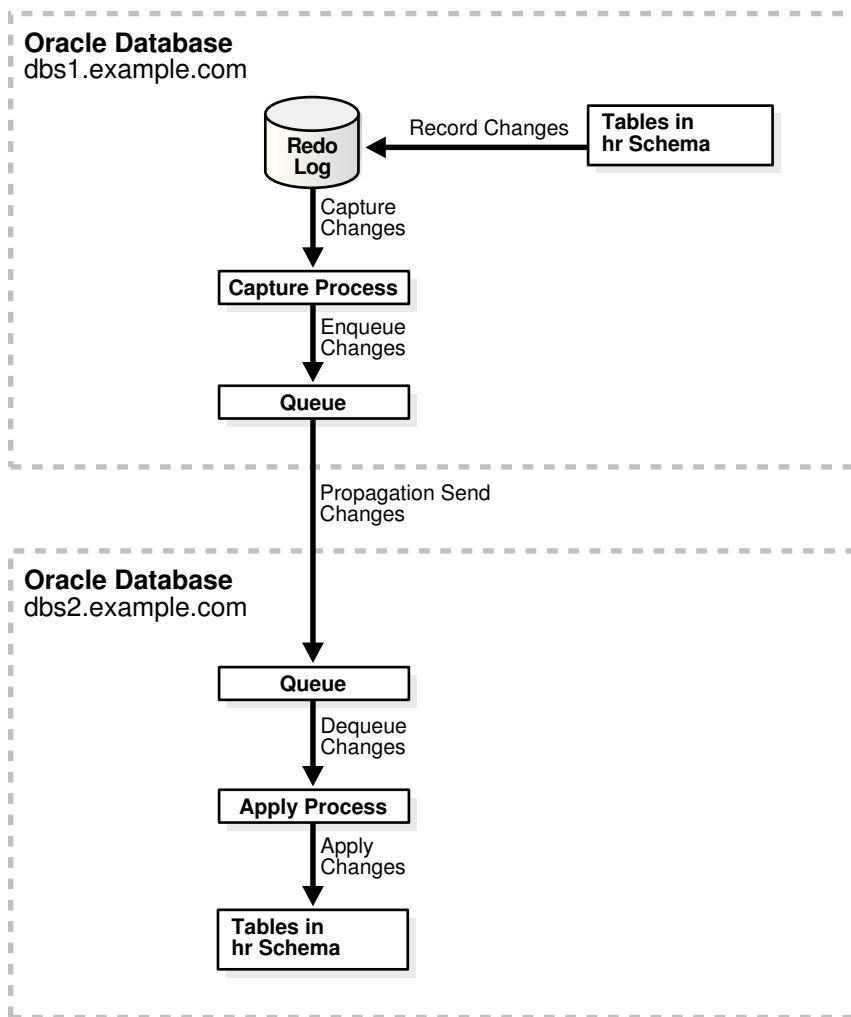 Oracle Database
dbs1.example.com
Redo
Log
Record Changes
Tables in
hr Schema
Capture
Changes
Capture Process
Enqueue
Changes
Queue
Propagation Send
Changes
Oracle Database
dbs2.example.com
Queue
Dequeue
Changes
Apply Process
Apply
Changes
Tables in
hr Schema